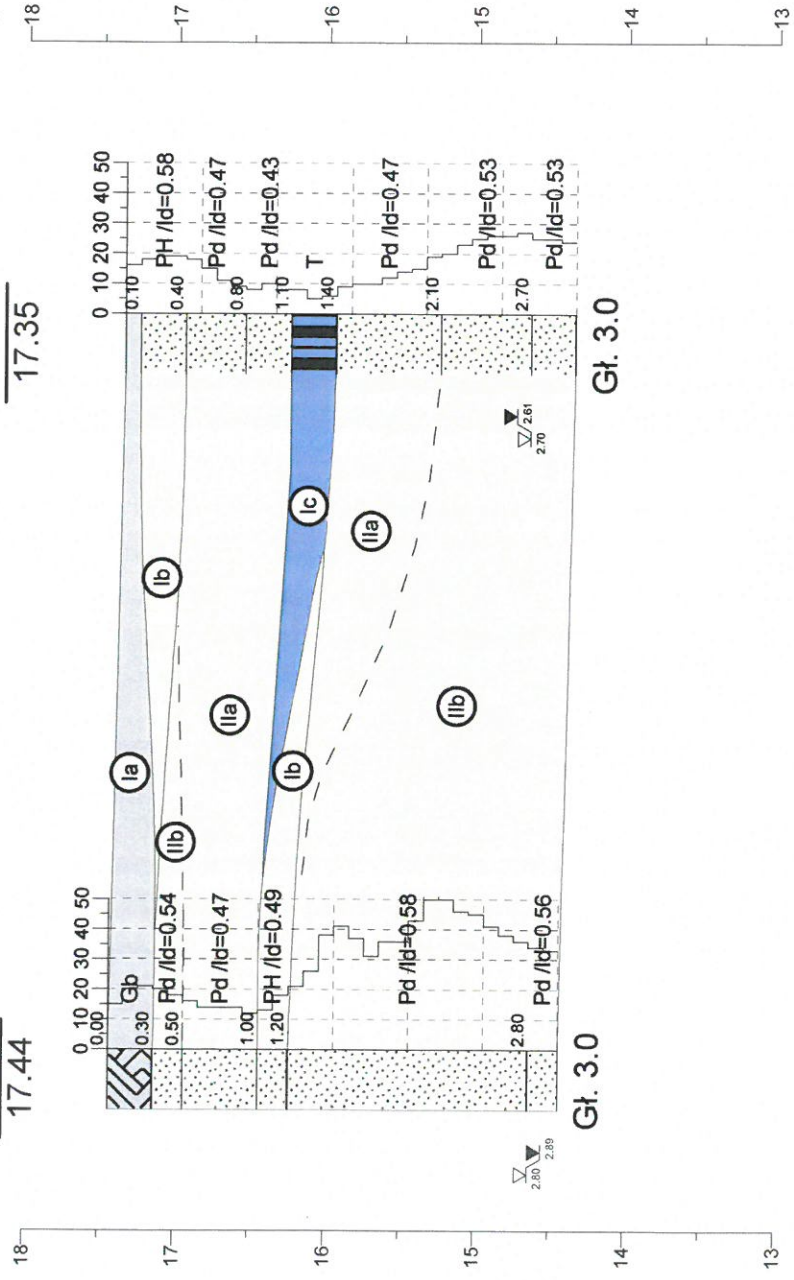 18
17
16
15
14
13
17.44
0 10 20 30 40 50
0.00
Gb
0.30
Pd /Id=0.54
0.50
Pd /Id=0.47
1.00
PH /Id=0.49
1.20
Pd /Id=0.58
2.80
Pd /Id=0.56
Gł. 3.0
2.80
2.89
Ia
IIb
Ib
IIa
Ib
Ic
IIa
IIb
17.35
0 10 20 30 40 50
0.10
PH /Id=0.58
0.40
Pd /Id=0.47
0.80
Pd /Id=0.43
1.10
T
1.40
Pd /Id=0.47
2.10
Pd /Id=0.53
2.70
Pd /Id=0.53
Gł. 3.0
2.61
2.70
18
17
16
15
14
13